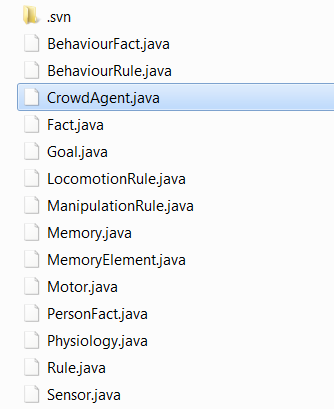 .svn
BehaviourFact.java
BehaviourRule.java
CrowdAgent.java
Fact.java
Goal.java
LocomotionRule.java
ManipulationRule.java
Memory.java
MemoryElement.java
Motor.java
PersonFact.java
Physiology.java
Rule.java
Sensor.java